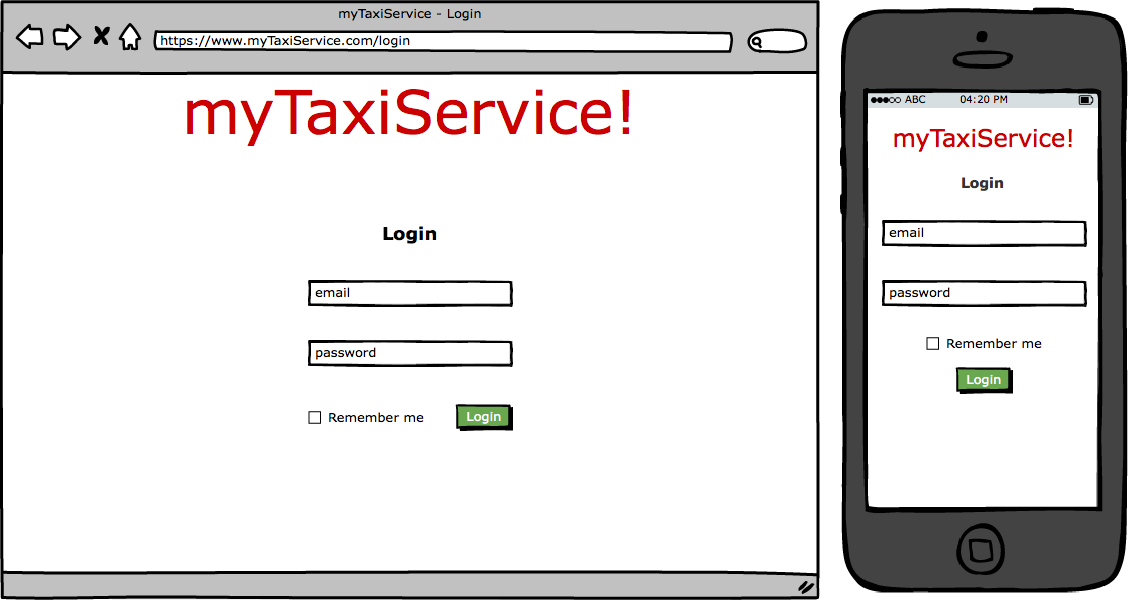 myTaxiService - Login
https://www.myTaxiService.com/login
myTaxiService!
Login
email
password
Remember me
Login
ABC 04:20 PM
myTaxiService!
Login
email
password
Remember me
Login